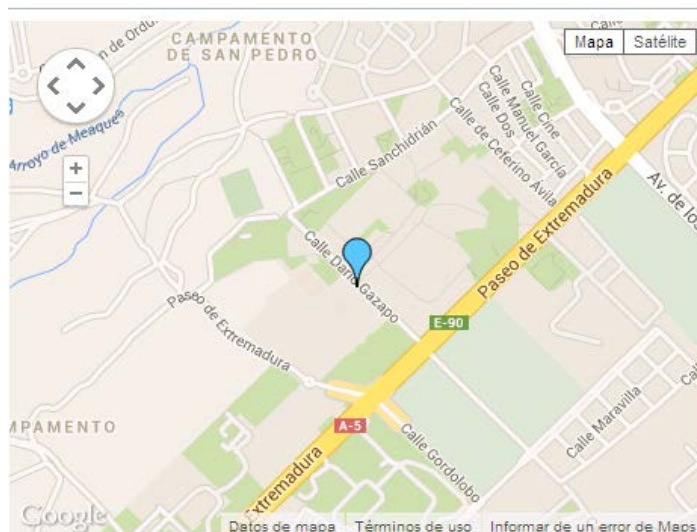 CAMPAMENTO
DE SAN PEDRO
Mapa
Satélite
Arroyo de Meaques
+
−
Calle Sanchidrián
Calle Cine
Calle Manuel García
Calle Dos
Calle de Ceferino Ávila
Av. de los
Paseo de Extremadura
Calle Darío Gazapo
E-90
Paseo de Extremadura
A-5
Calle Maravilla
Calle Gordolobo
Extremadura
Google
Datos de mapa
Términos de uso
Informar de un error de Maps